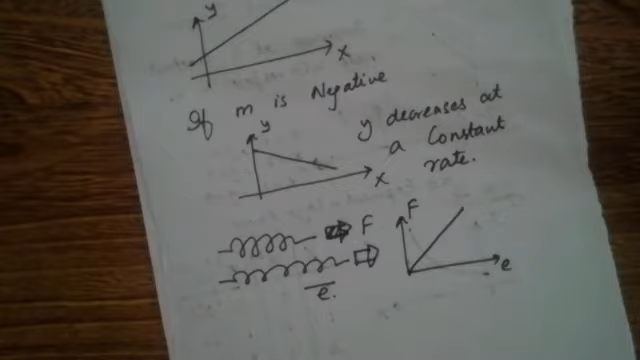 y
x
If m is Negative
y
y decreases at
a Constant
rate.
x
F
F
e.
e